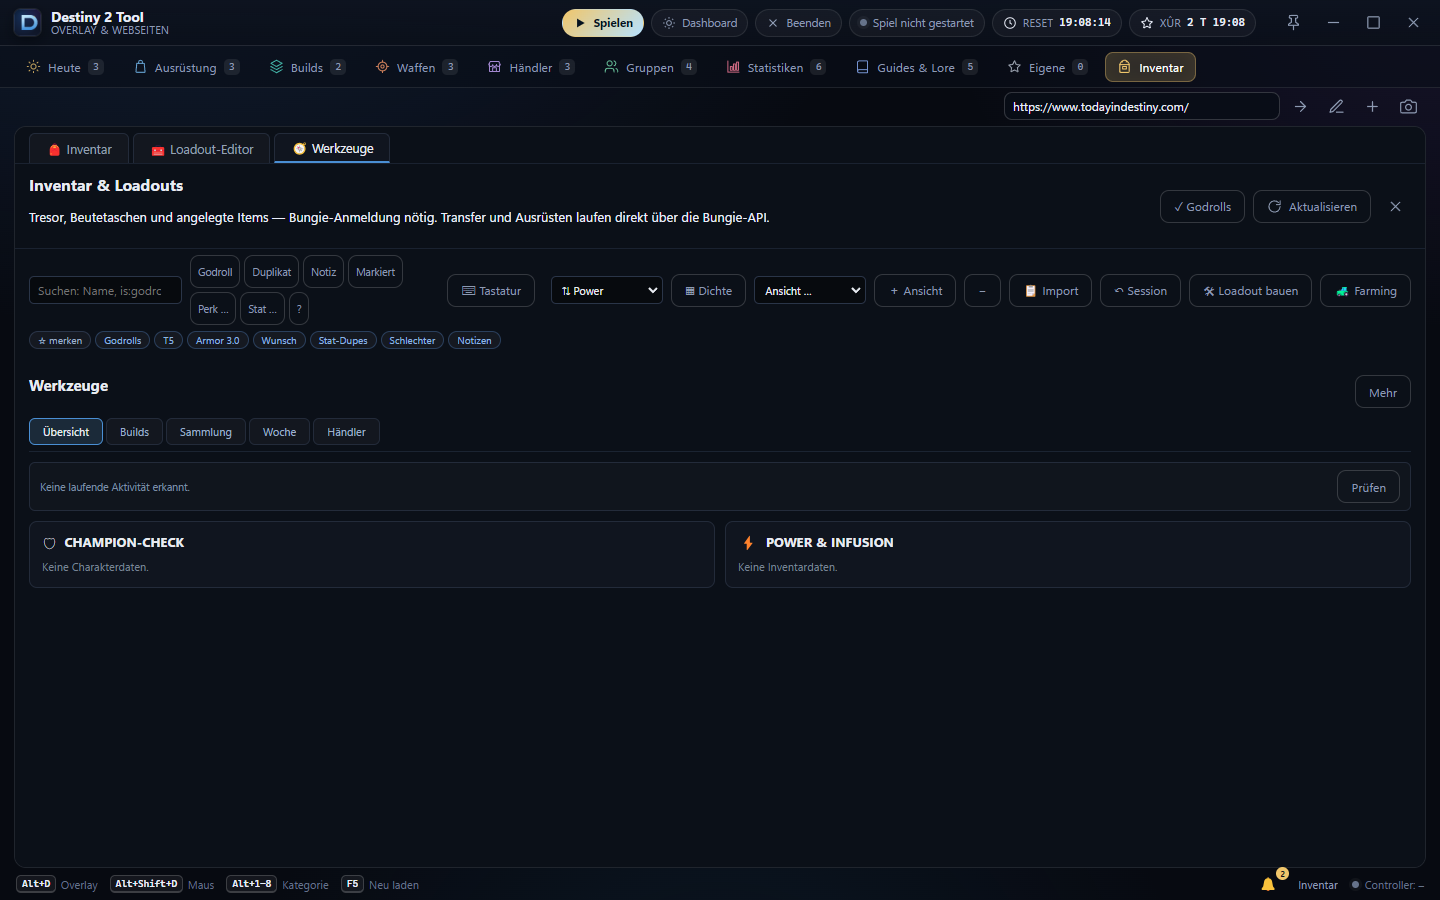 Destiny 2 Tool
OVERLAY & WEBSEITEN
Spielen
Dashboard
Beenden
Spiel nicht gestartet
RESET 19:08:14
XÛR 2 T 19:08
Heute 3
Ausrüstung 3
Builds 2
Waffen 3
Händler 3
Gruppen 4
Statistiken 6
Guides & Lore 5
Eigene 0
Inventar
https://www.todayindestiny.com/
Inventar
Loadout-Editor
Werkzeuge
Inventar & Loadouts
Tresor, Beutetaschen und angelegte Items — Bungie-Anmeldung nötig. Transfer und Ausrüsten laufen direkt über die Bungie-API.
✓ Godrolls
Aktualisieren
Suchen: Name, is:godrc
Godroll
Duplikat
Notiz
Markiert
Perk ...
Stat ...
?
Tastatur
⇅ Power
Dichte
Ansicht ...
+ Ansicht
–
Import
Session
Loadout bauen
Farming
☆ merken
Godrolls
T5
Armor 3.0
Wunsch
Stat-Dupes
Schlechter
Notizen
Werkzeuge
Mehr
Übersicht
Builds
Sammlung
Woche
Händler
Keine laufende Aktivität erkannt.
Prüfen
CHAMPION-CHECK
Keine Charakterdaten.
POWER & INFUSION
Keine Inventardaten.
Alt+D Overlay
Alt+Shift+D Maus
Alt+1–8 Kategorie
F5 Neu laden
2
Inventar
Controller: –